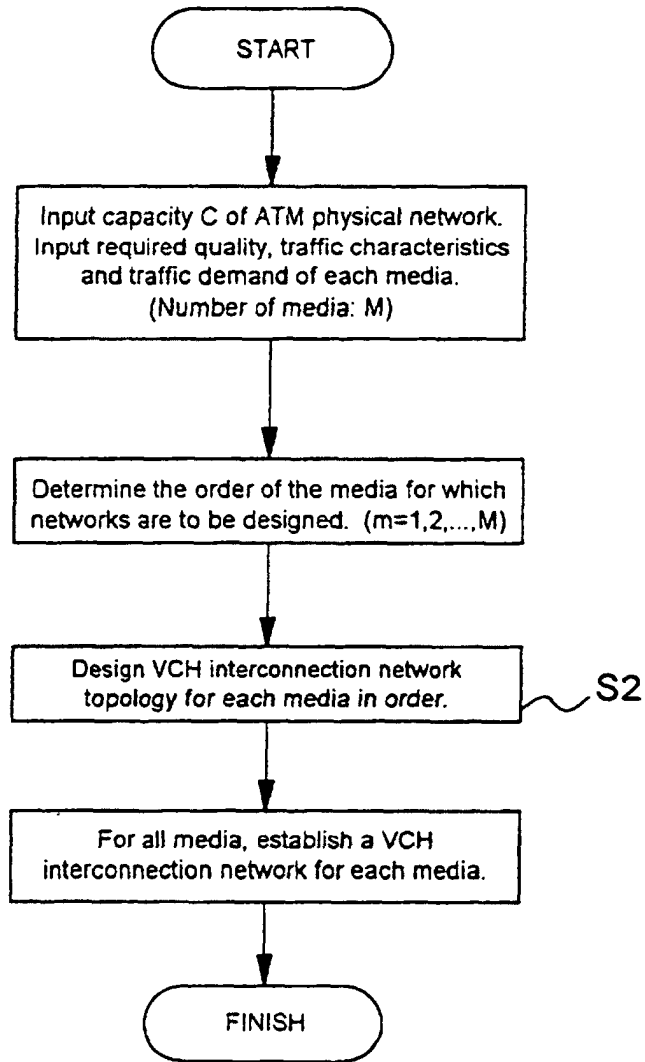 START
Input capacity C of ATM physical network.
Input required quality, traffic characteristics
and traffic demand of each media.
(Number of media: M)
Determine the order of the media for which
networks are to be designed. (m=1,2,...,M)
Design VCH interconnection network
topology for each media in order.
S2
For all media, establish a VCH
interconnection network for each media.
FINISH